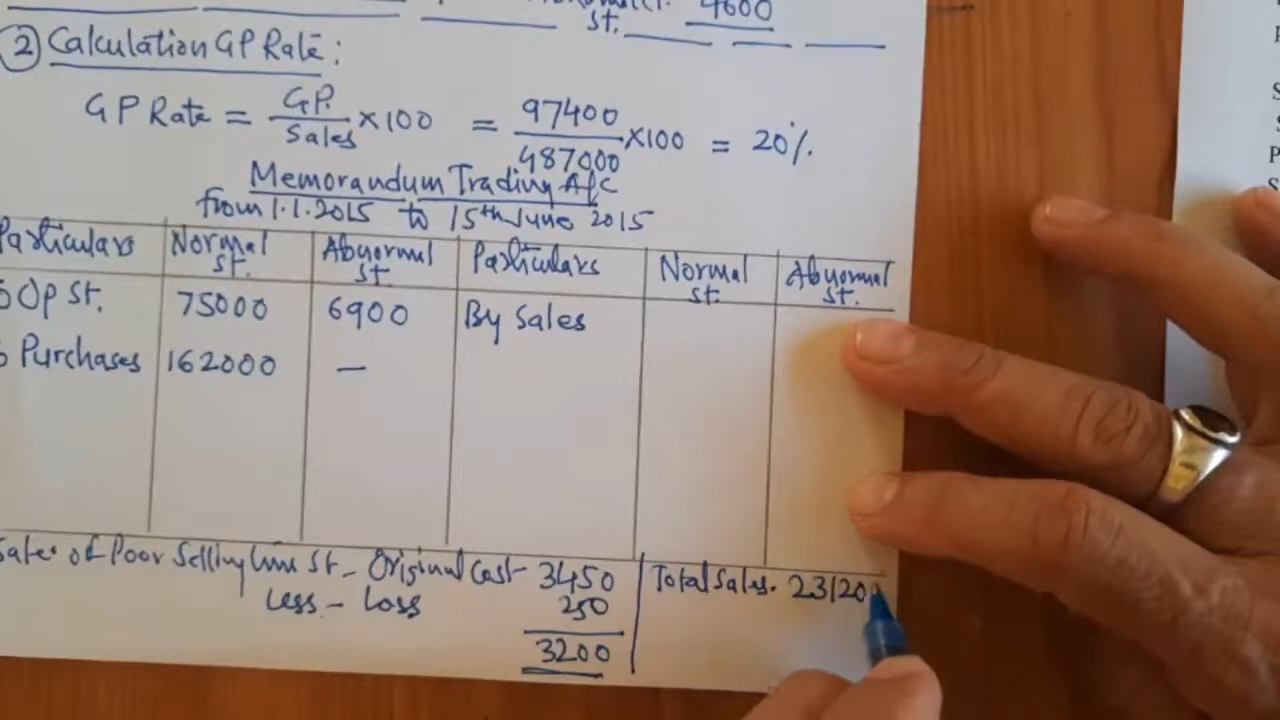 4600
st.
② Calculation GP Rate:
GP Rate = GP. / Sales ×100 = 97400 / 487000 ×100 = 20%.
Memorandum Trading A/C
from 1.1.2015 to 15th June 2015
Particulars Normal st. Abnormal st. Particulars Normal st. Abnormal st.
Op St. 75000 6900 By Sales
Purchases 162000 —
Sales of Poor Selling Line St - Original Cost 3450 Total Sales. 23120
Less - Loss 250
3200
P
S
S
P
S